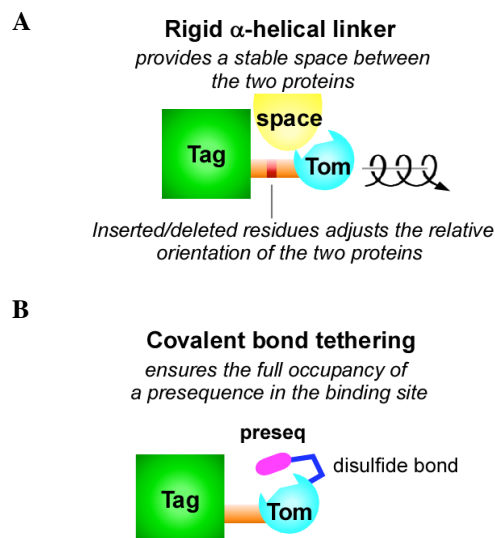 A
Rigid α-helical linker
provides a stable space between
the two proteins
space
Tag
Tom
Inserted/deleted residues adjusts the relative
orientation of the two proteins
B
Covalent bond tethering
ensures the full occupancy of
a presequence in the binding site
preseq
disulfide bond
Tag
Tom